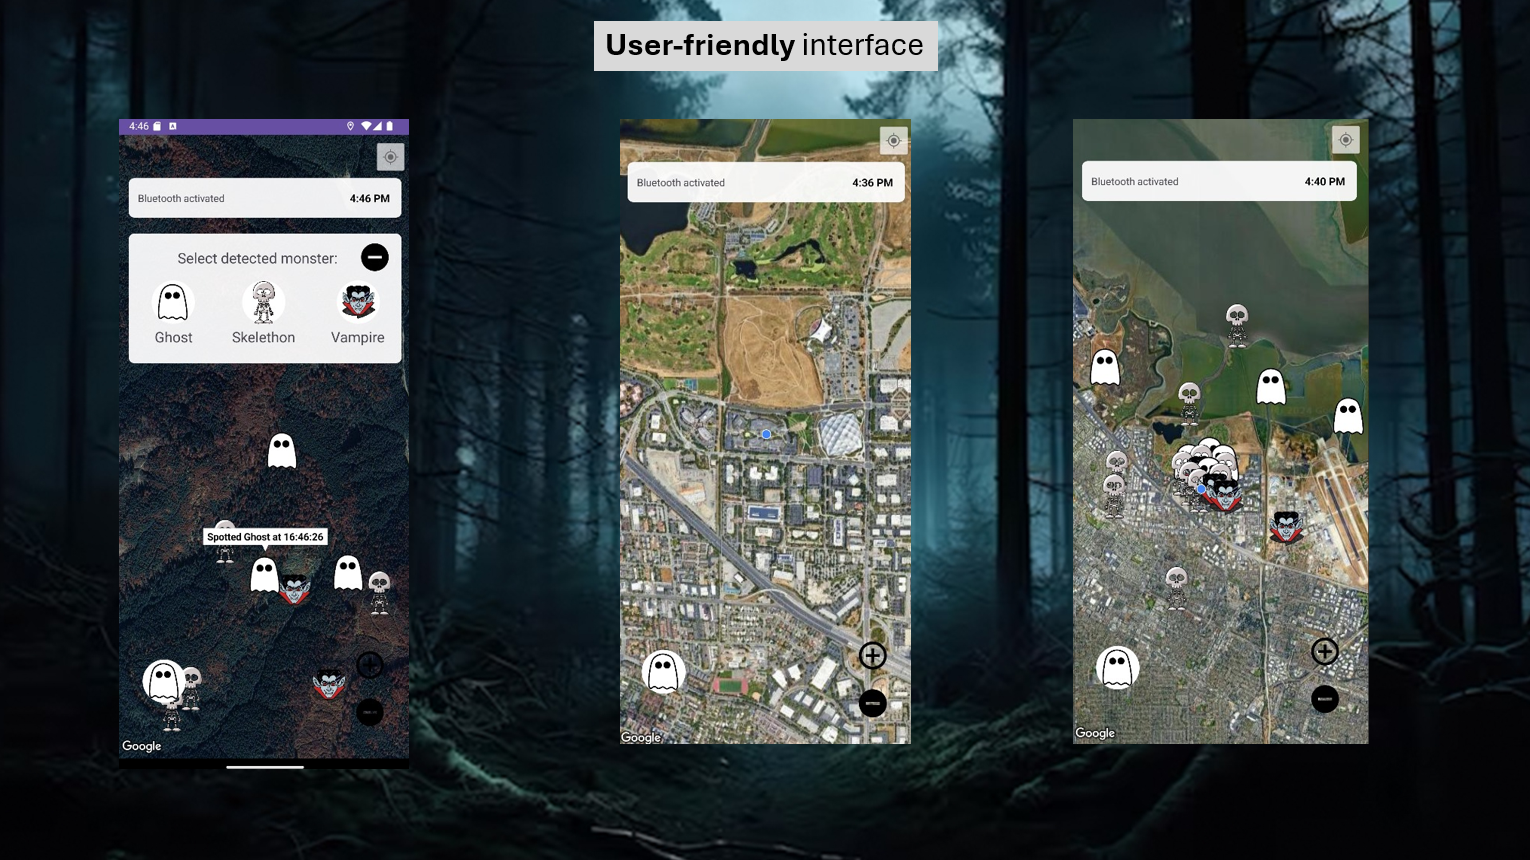 User-friendly interface
4:46
Bluetooth activated 4:46 PM
Select detected monster:
Ghost Skelethon Vampire
Spotted Ghost at 16:46:26
Google
Bluetooth activated 4:36 PM
Google
Bluetooth activated 4:40 PM
Google